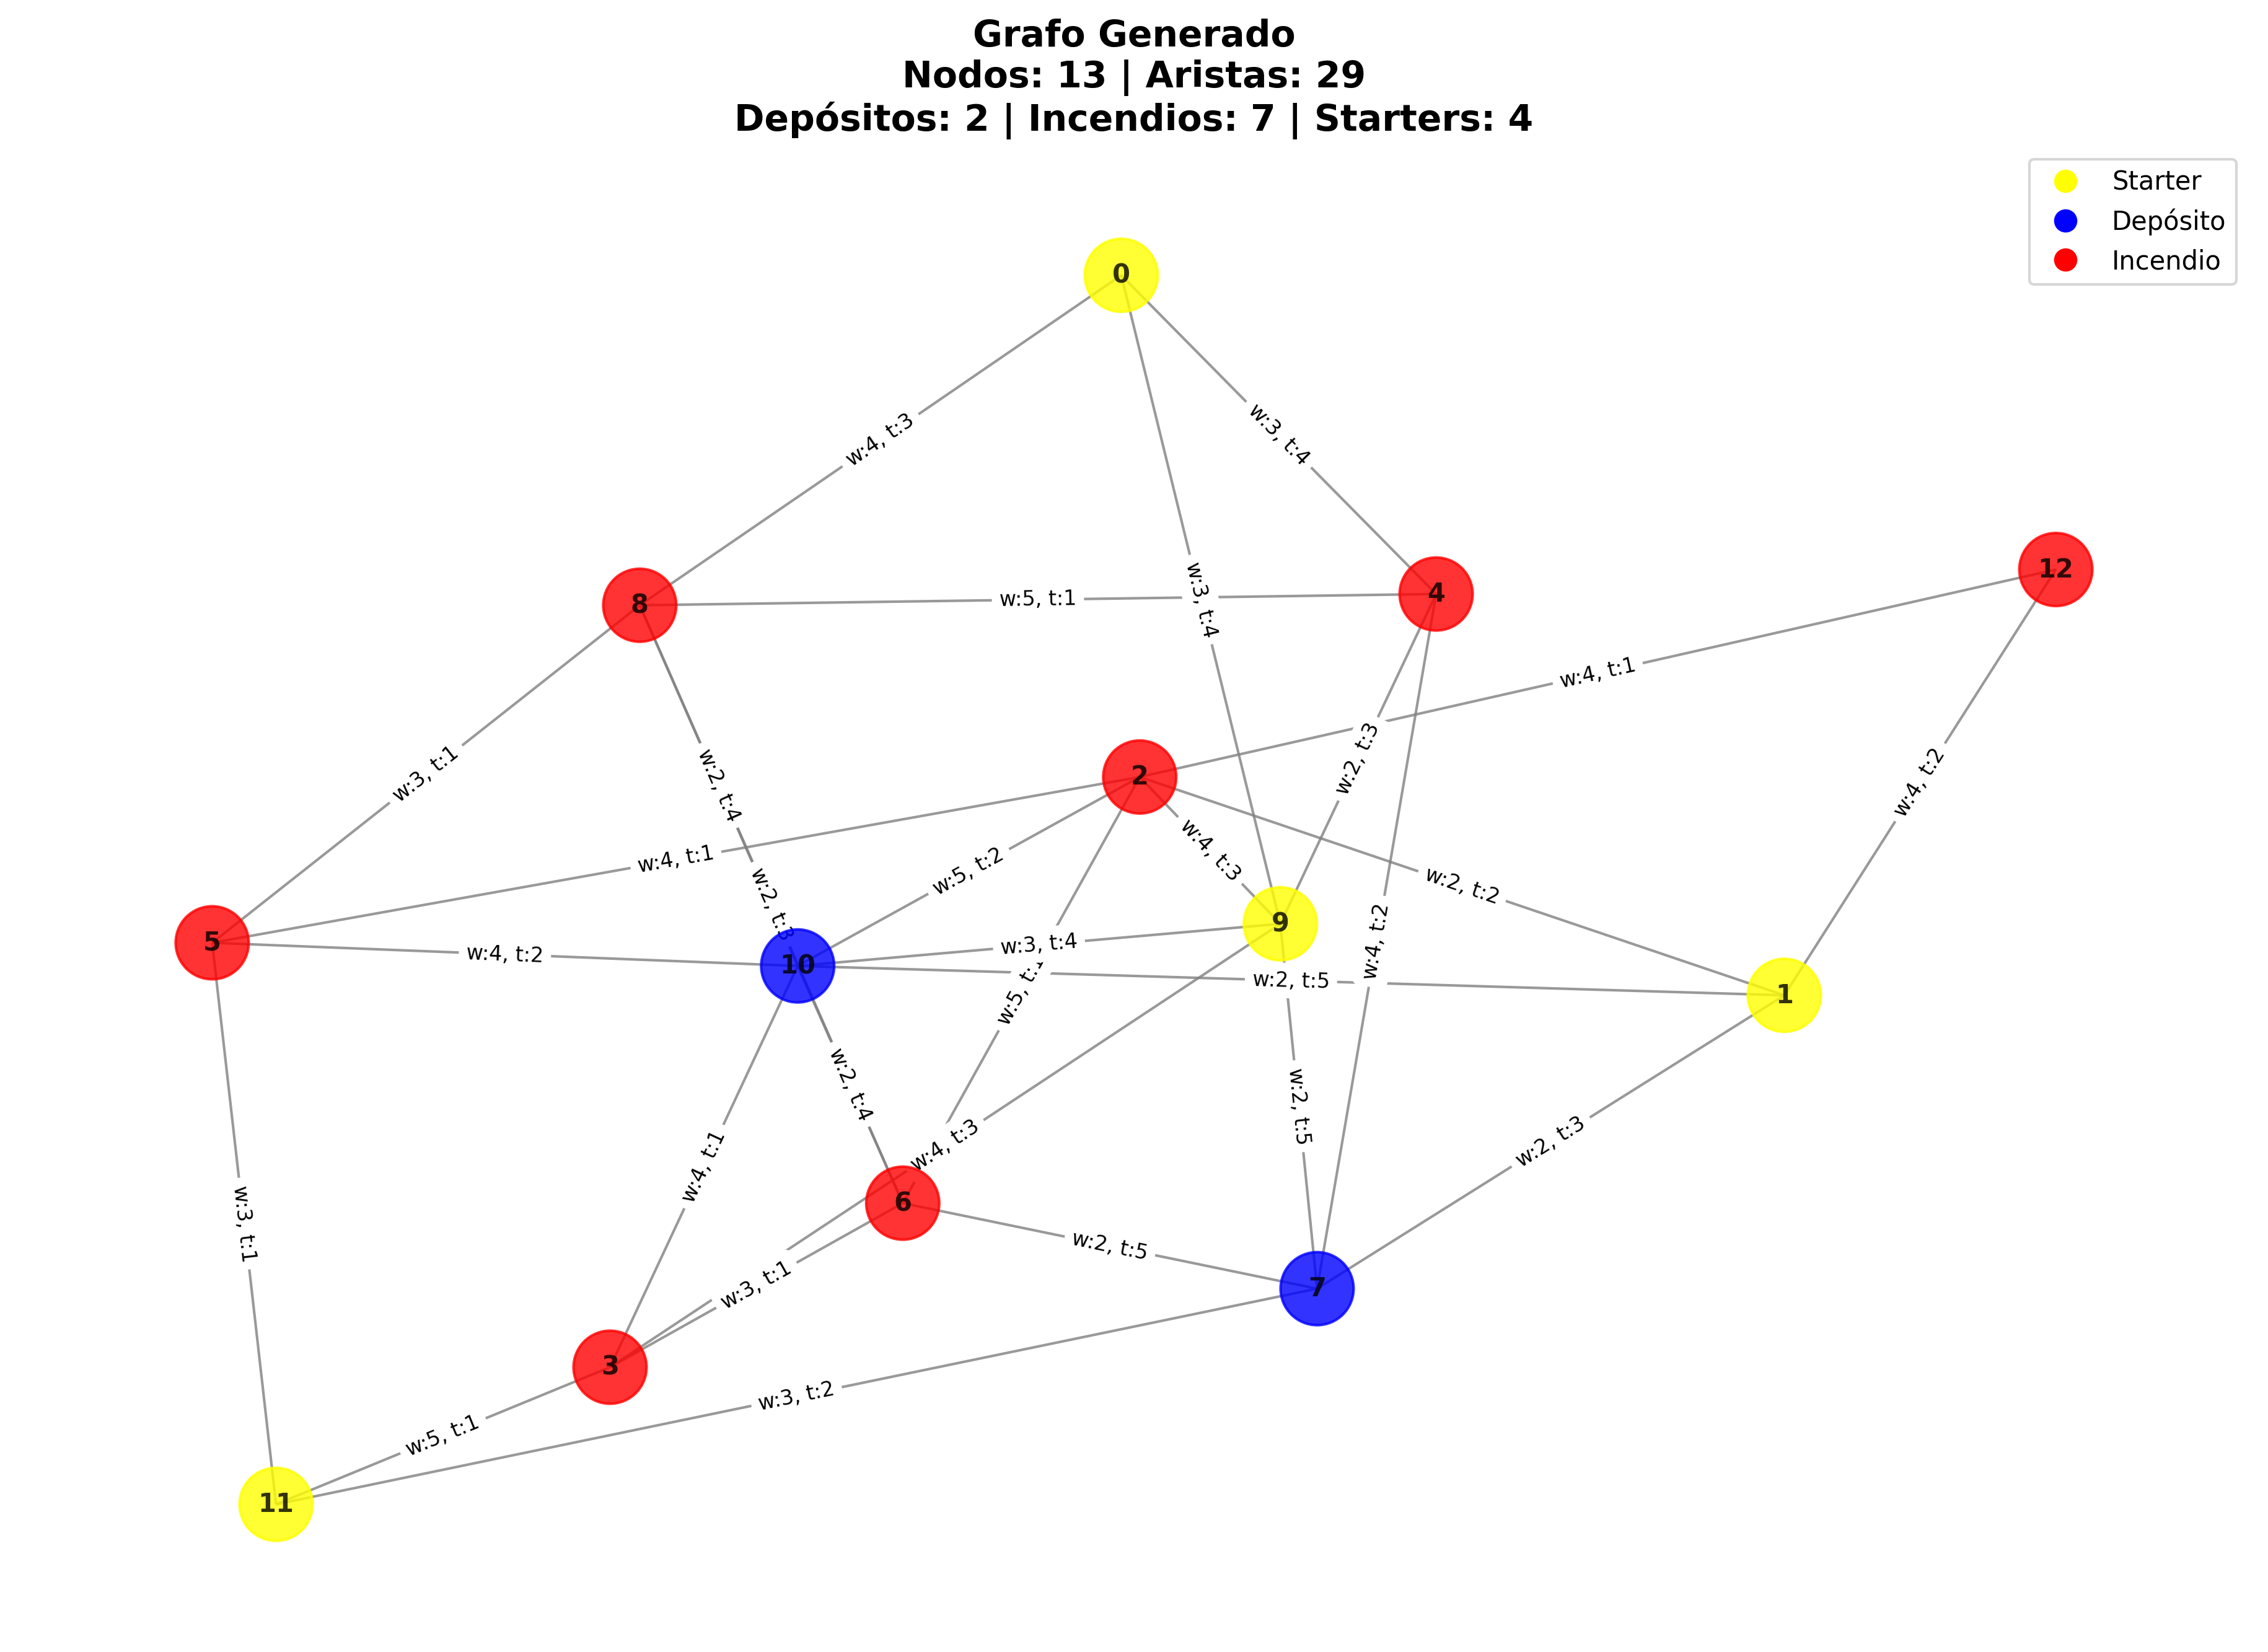 Grafo Generado
Nodos: 13 | Aristas: 29
Depósitos: 2 | Incendios: 7 | Starters: 4
Starter
Depósito
Incendio
0
w:4, t:3
w:3, t:4
w:3, t:4
8
w:5, t:1
4
12
w:4, t:1
w:3, t:1
w:2, t:4
2
w:2, t:3
w:4, t:2
w:4, t:1
w:5, t:2
w:4, t:3
w:2, t:2
w:2, t:3
5
w:4, t:2
10
w:3, t:4
9
w:4, t:2
w:2, t:5
1
w:5, t:1
w:2, t:4
w:2, t:5
w:4, t:1
w:4, t:3
w:2, t:3
6
w:3, t:1
w:3, t:1
w:2, t:5
7
3
w:3, t:2
w:5, t:1
11